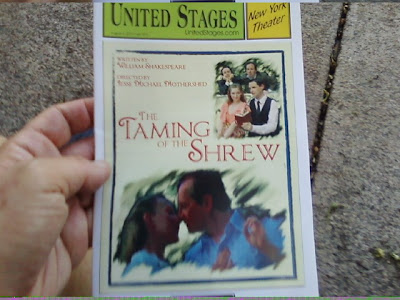 UNITED STAGES
UnitedStages.com
New York
Theater
WRITTEN BY
WILLIAM SHAKESPEARE
DIRECTED BY
JESSE MICHAEL MOTHERSHED
THE
TAMING
OF THE
SHREW